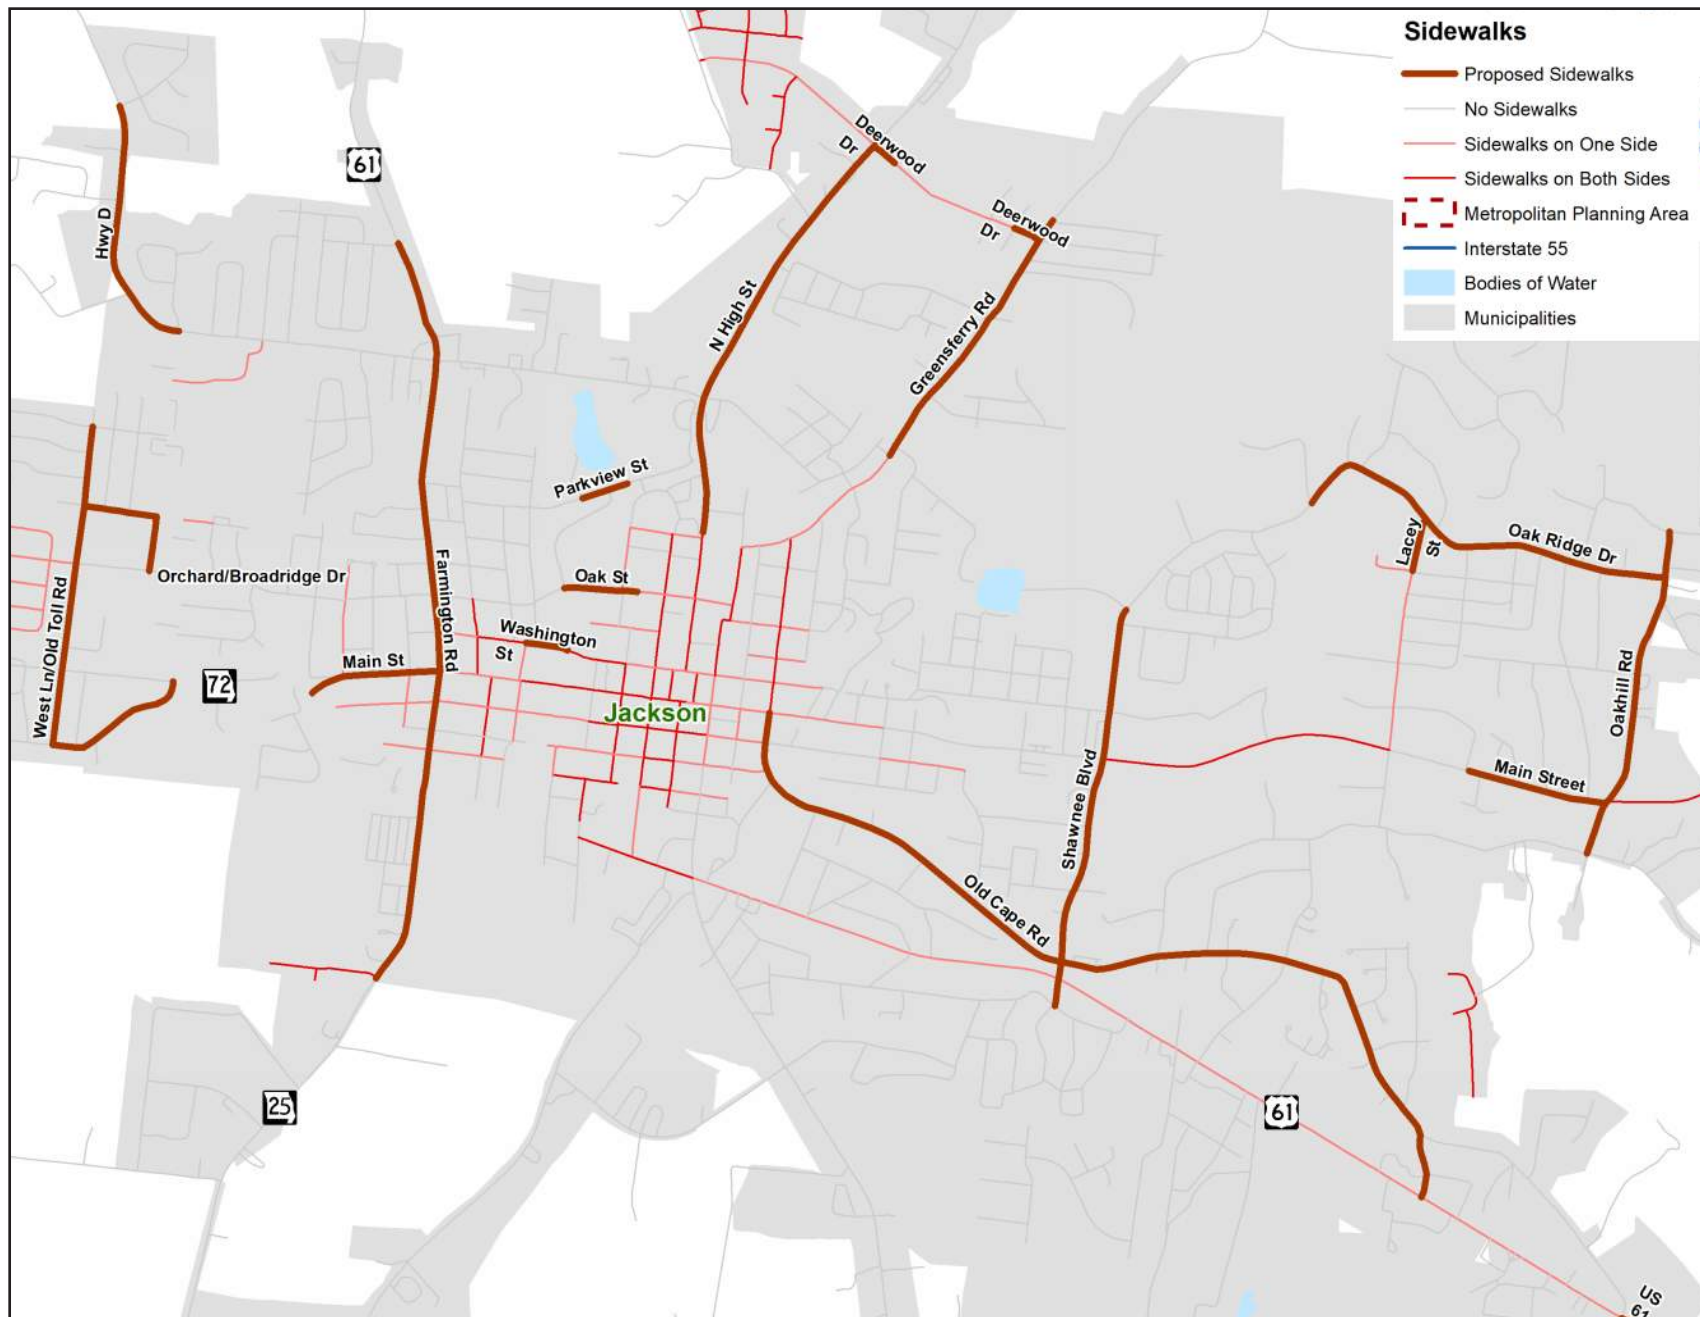 Sidewalks
Proposed Sidewalks
No Sidewalks
Sidewalks on One Side
Sidewalks on Both Sides
Metropolitan Planning Area
Interstate 55
Bodies of Water
Municipalities
Deerwood
Dr
61
Deerwood
Dr
Hwy D
N High St
Greensferry Rd
Parkview St
Lacey
St
Oak Ridge Dr
Orchard/Broadridge Dr
Oak St
Farmington Rd
Washington
St
West Ln/Old Toll Rd
Main St
72
Oakhill Rd
Jackson
Shawnee Blvd
Main Street
Old Cape Rd
25
61
US
61